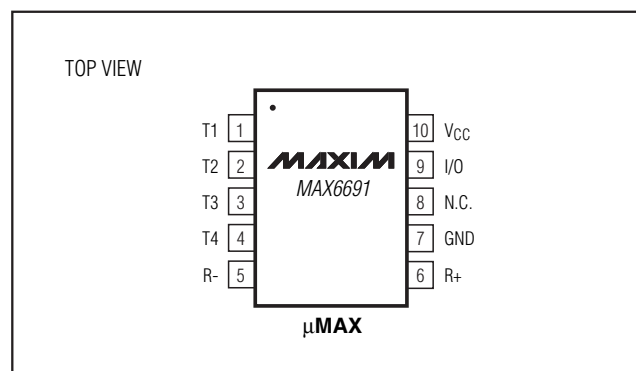 TOP VIEW
T1 1
T2 2
T3 3
T4 4
R- 5
MAXIM
MAX6691
10 VCC
9 I/O
8 N.C.
7 GND
6 R+
μMAX